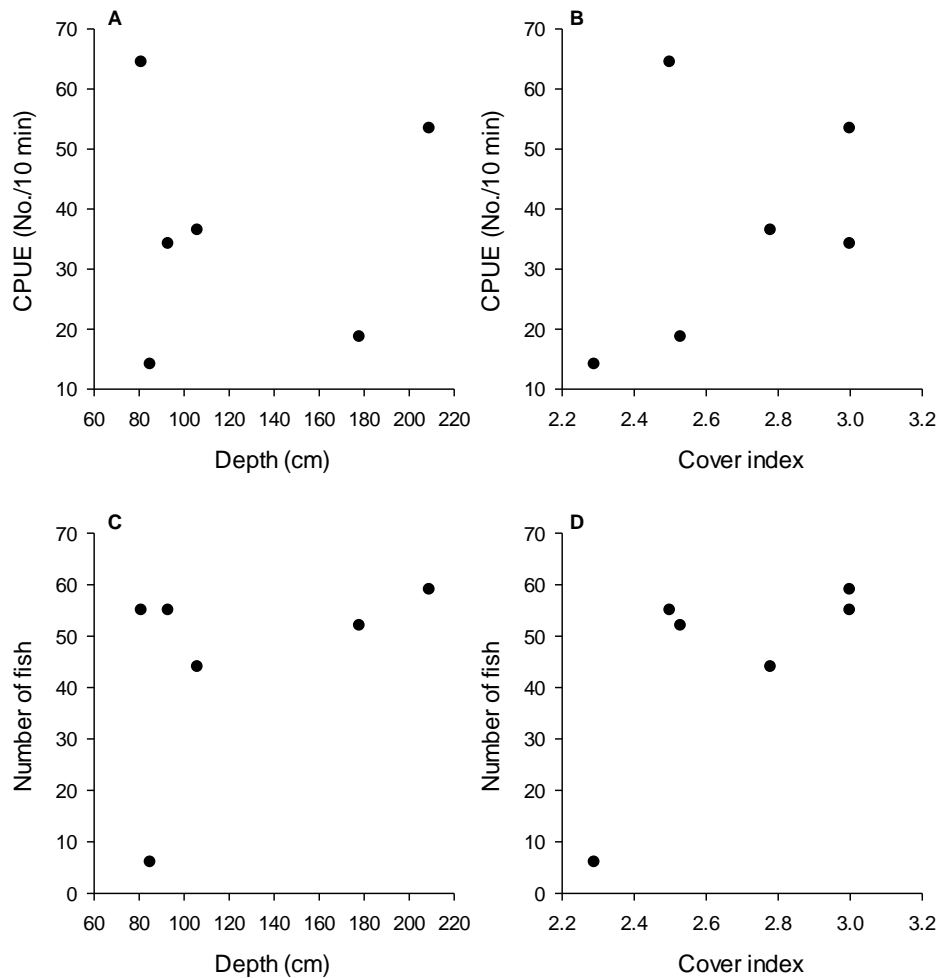 A
70
60
50
40
30
20
10
CPUE (No./10 min)
60 80 100 120 140 160 180 200 220
Depth (cm)
B
70
60
50
40
30
20
10
CPUE (No./10 min)
2.2 2.4 2.6 2.8 3.0 3.2
Cover index
C
70
60
50
40
30
20
10
0
Number of fish
60 80 100 120 140 160 180 200 220
Depth (cm)
D
70
60
50
40
30
20
10
0
Number of fish
2.2 2.4 2.6 2.8 3.0 3.2
Cover index